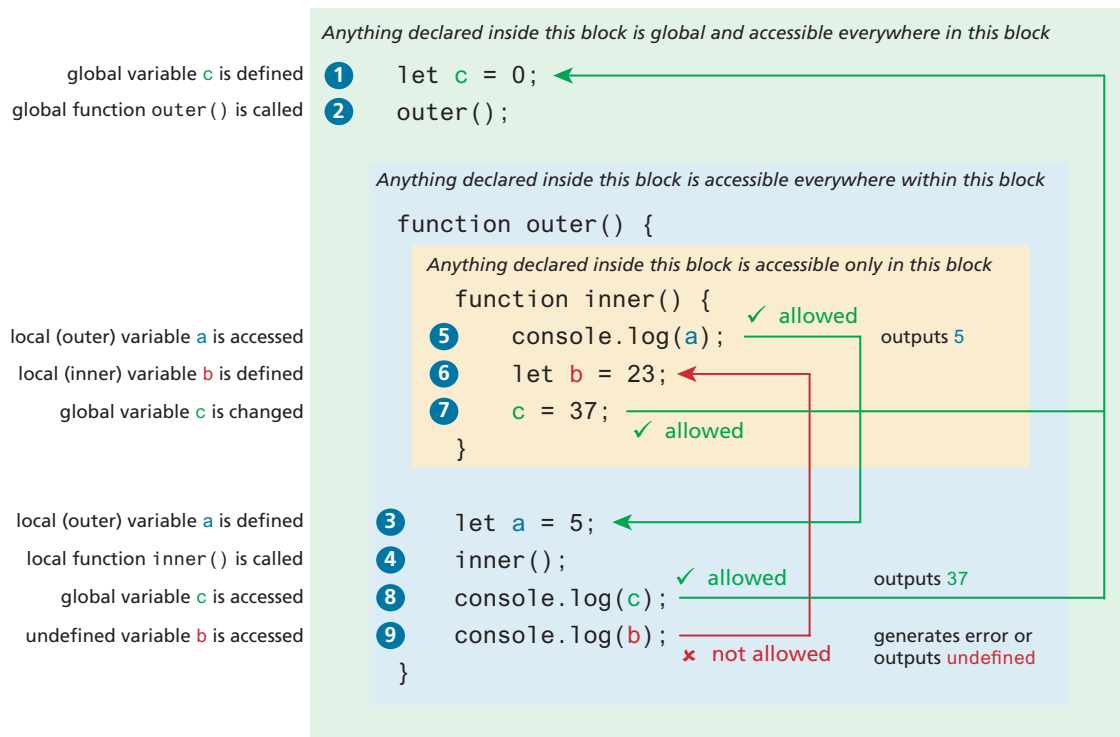 Anything declared inside this block is global and accessible everywhere in this block
global variable c is defined 1 let c = 0;
global function outer() is called 2 outer();
Anything declared inside this block is accessible everywhere within this block
function outer() {
Anything declared inside this block is accessible only in this block
function inner() {
✓ allowed
local (outer) variable a is accessed 5 console.log(a); outputs 5
local (inner) variable b is defined 6 let b = 23;
global variable c is changed 7 c = 37;
✓ allowed
}
local (outer) variable a is defined 3 let a = 5;
local function inner() is called 4 inner();
✓ allowed outputs 37
global variable c is accessed 8 console.log(c);
undefined variable b is accessed 9 console.log(b);
✘ not allowed
generates error or
outputs undefined
}